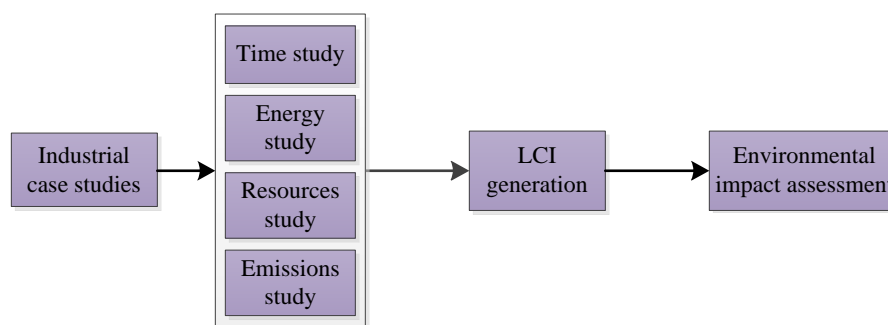 Industrial
case studies
Time study
Energy
study
Resources
study
Emissions
study
LCI
generation
Environmental
impact assessment